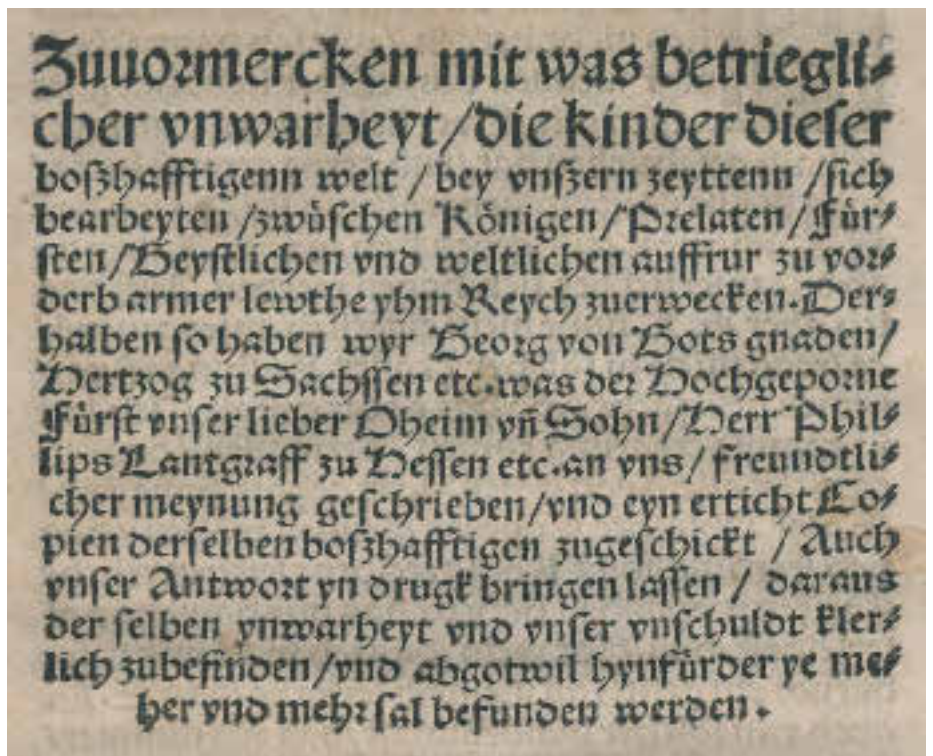 Zuuormercken mit was betriegli⸗
cher vnwarheyt/die kinder dieser
boßhafftigenn welt / bey vnßern zeyttenn /sich
bearbeyten /zwüschen Königen/Prelaten/Für⸗
sten/Geystlichen vnd weltlichen auffrur zu vor⸗
derb armer lewthe yhm Reych zuerwecken.Der⸗
halben so haben wyr Georg von Gots gnaden/
Hertzog zu Sachssen etc.was der Hochgeporne
Fürst vnser lieber Oheim vn̄ Sohn/Herr Phil⸗
lips Lantgraff zu Hessen etc.an vns/ freundtli⸗
cher meynung geschrieben/vnd eyn erticht Co⸗
pien derselben boßhafftigen zugeschickt / Auch
vnser Antwort yn drugk bringen lassen / daraus
der selben ynwarheyt vnd vnser vnschuldt kler⸗
lich zubefinden/vnd abgotwil hynfürder ye me⸗
her vnd mehr sal befunden werden.